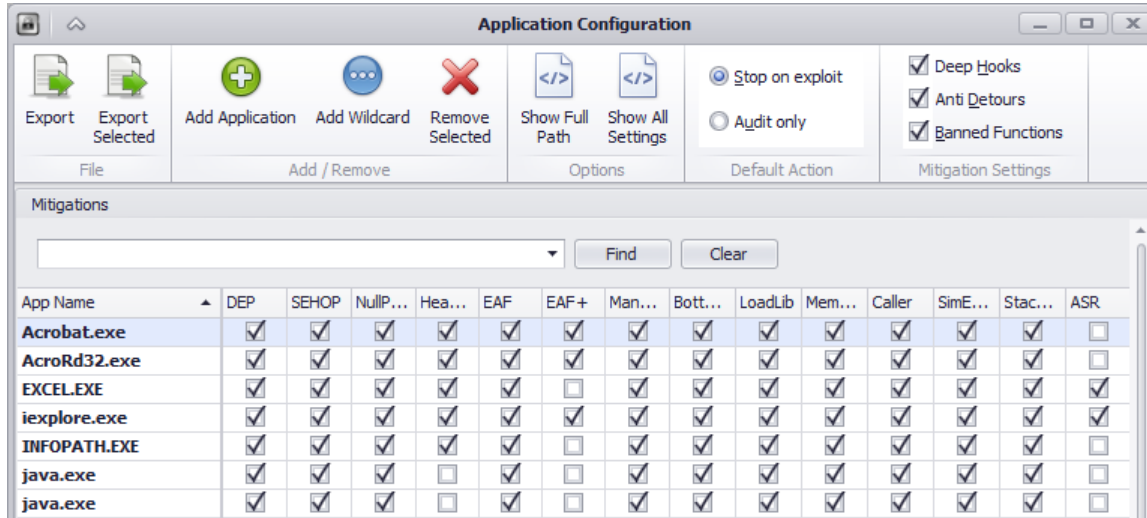 Application Configuration
Export
Export Selected
Add Application
Add Wildcard
Remove Selected
Show Full Path
Show All Settings
Stop on exploit
Audit only
Deep Hooks
Anti Detours
Banned Functions
File
Add / Remove
Options
Default Action
Mitigation Settings
Mitigations
Find Clear
App Name DEP SEHOP NullP... Hea... EAF EAF+ Man... Bott... LoadLib Mem... Caller SimE... Stac... ASR
Acrobat.exe
AcroRd32.exe
EXCEL.EXE
iexplore.exe
INFOPATH.EXE
java.exe
java.exe